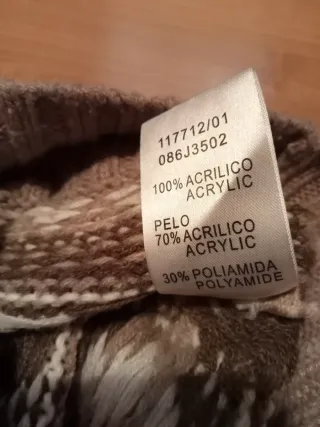 117712/01
086J3502
100% ACRILICO
ACRYLIC
PELO
70% ACRILICO
ACRYLIC
30% POLIAMIDA
POLYAMIDE